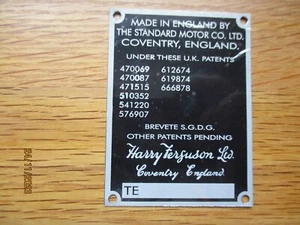 MADE IN ENGLAND BY
THE STANDARD MOTOR CO. LTD.
COVENTRY, ENGLAND.
UNDER THESE U.K. PATENTS
470069 612674
470087 619874
471515 666878
510352
541220
576907
BREVETE S.G.D.G.
OTHER PATENTS PENDING
Harry Ferguson Ltd.
Coventry England.
TE